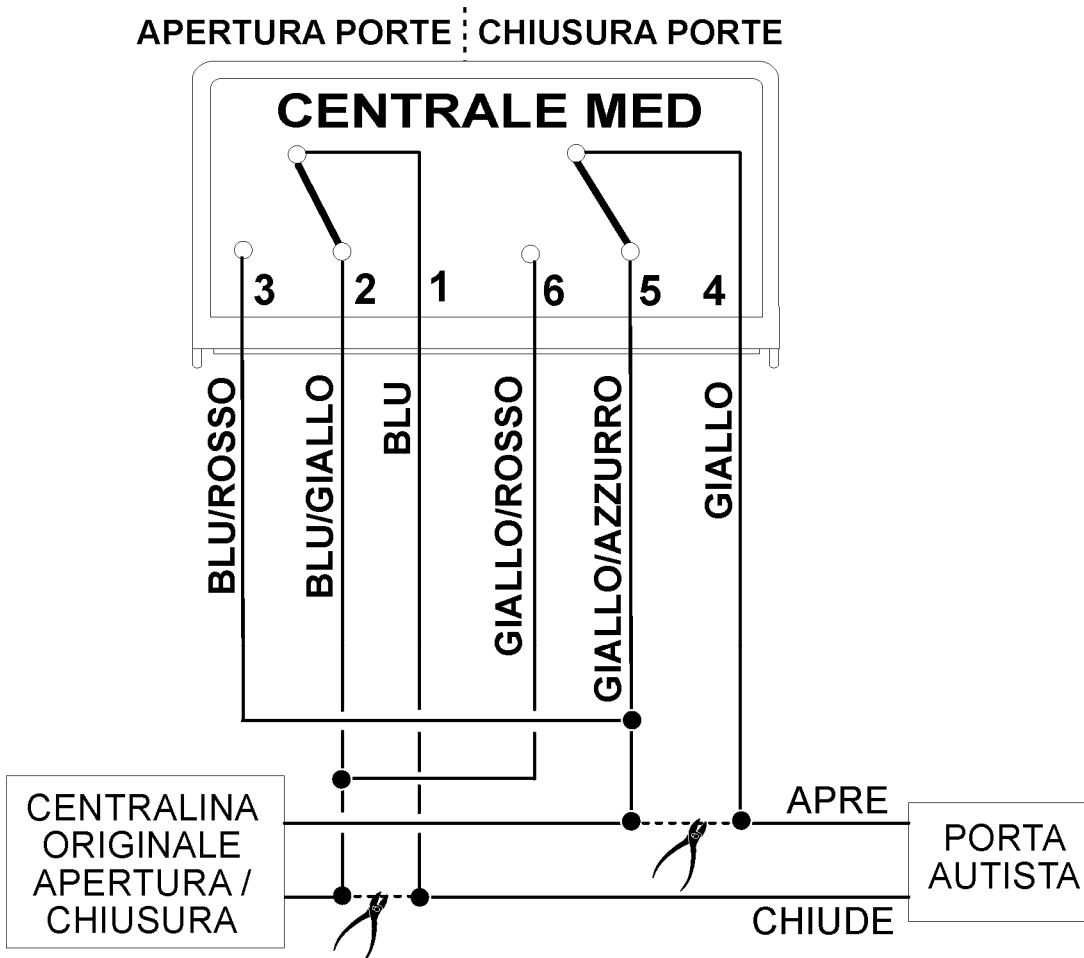 APERTURA PORTE CHIUSURA PORTE
CENTRALE MED
3 2 1 6 5 4
BLU/ROSSO
BLU/GIALLO
BLU
GIALLO/ROSSO
GIALLO/AZZURRO
GIALLO
CENTRALINA
ORIGINALE
APERTURA /
CHIUSURA
APRE
CHIUDE
PORTA
AUTISTA